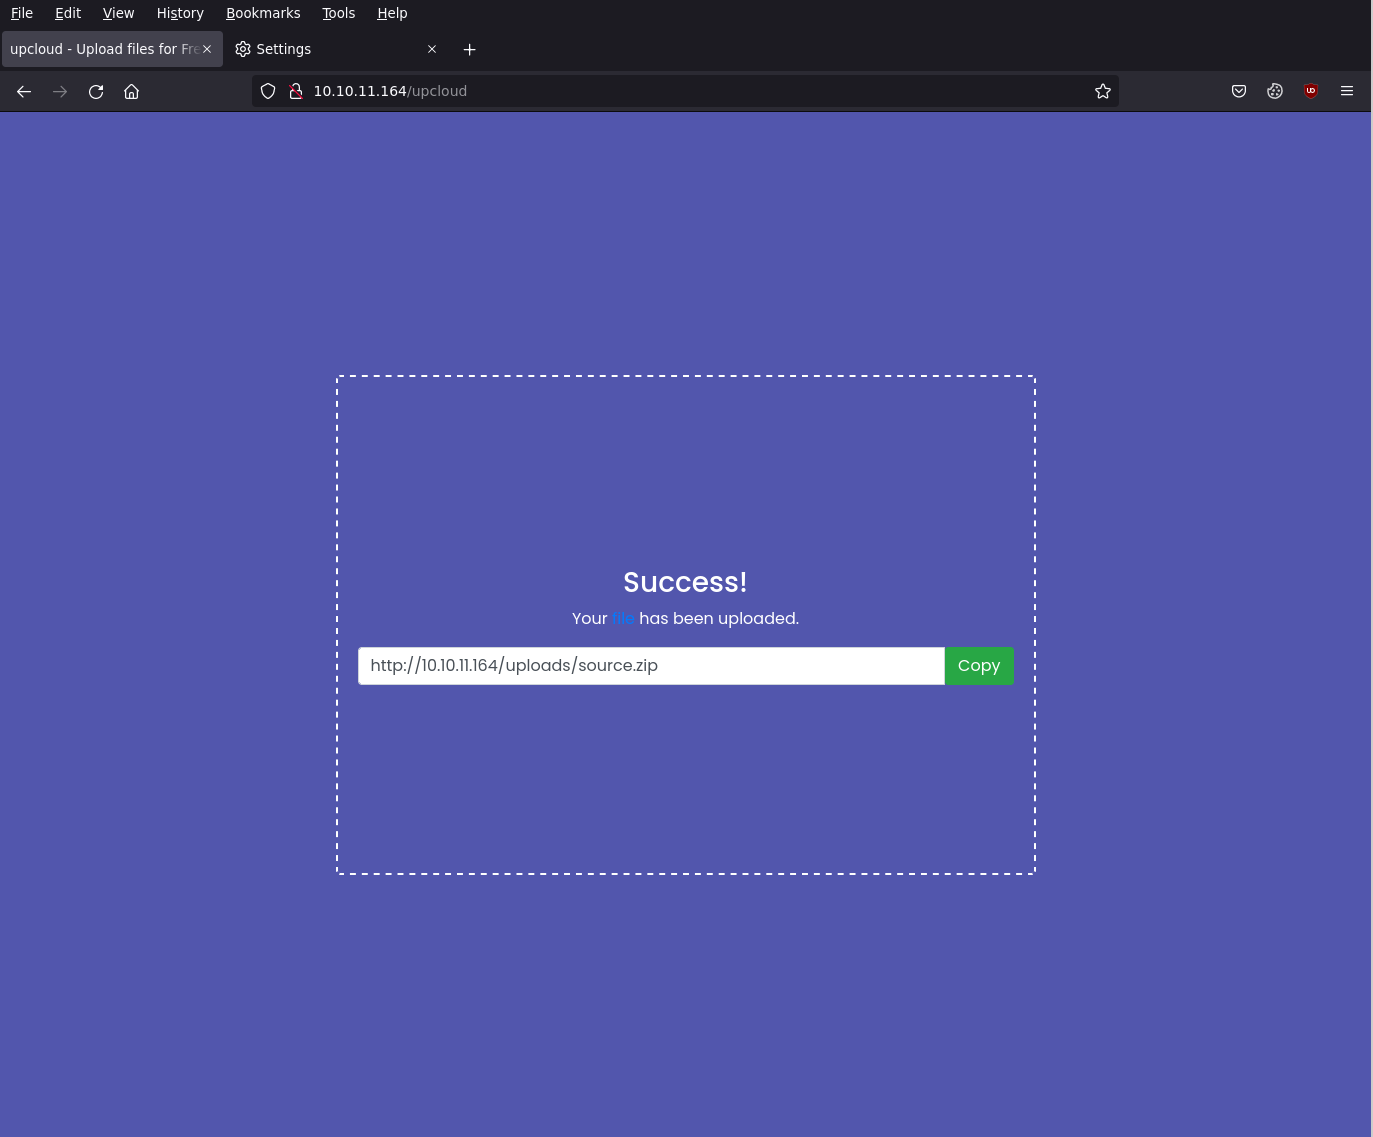 File Edit View History Bookmarks Tools Help
upcloud - Upload files for Fre
Settings
10.10.11.164/upcloud
Success!
Your file has been uploaded.
http://10.10.11.164/uploads/source.zip
Copy